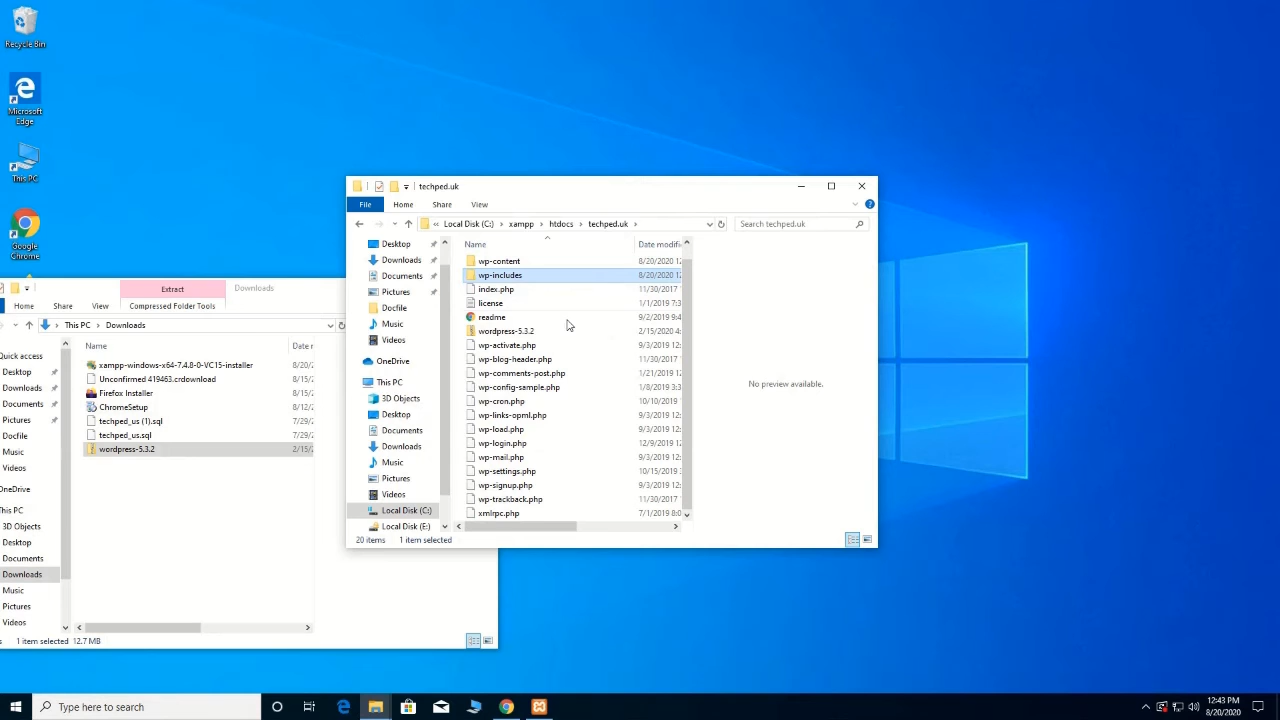 Recycle Bin
Microsoft
Edge
This PC
Google
Chrome
techped.uk
File
Home
Share
View
« Local Disk (C:) › xampp › htdocs › techped.uk ›
Search techped.uk
Desktop
Downloads
Documents
Pictures
Docfile
Music
Videos
OneDrive
This PC
3D Objects
Desktop
Documents
Downloads
Music
Pictures
Videos
Local Disk (C:)
Local Disk (E:)
Name
Date modifi
wp-content 8/20/2020 12
wp-includes 8/20/2020 12
index.php 11/30/2017
license 1/1/2019 7:3
readme 9/2/2019 9:4
wordpress-5.3.2 2/15/2020 4:
wp-activate.php 9/3/2019 12:
wp-blog-header.php 11/30/2017
wp-comments-post.php 1/21/2019 12
wp-config-sample.php 1/8/2019 3:3
wp-cron.php 10/10/2019
wp-links-opml.php 9/3/2019 12:
wp-load.php 9/3/2019 12:
wp-login.php 12/9/2019 12
wp-mail.php 9/3/2019 12:
wp-settings.php 10/15/2019 3
wp-signup.php 9/3/2019 12:
wp-trackback.php 11/30/2017
xmlrpc.php 7/1/2019 8:0
No preview available.
20 items 1 item selected
Extract
Downloads
Home
Share
View
Compressed Folder Tools
This PC › Downloads
Quick access
Desktop
Downloads
Documents
Pictures
Docfile
Music
Videos
OneDrive
This PC
3D Objects
Desktop
Documents
Downloads
Music
Pictures
Videos
Name
Date n
xampp-windows-x64-7.4.8-0-VC15-installer 8/20/2
Unconfirmed 419463.crdownload 8/15/2
Firefox Installer 8/15/2
ChromeSetup 8/12/2
techped_us (1).sql 7/29/2
techped_us.sql 7/29/2
wordpress-5.3.2 2/15/2
1 item selected 12.7 MB
Type here to search
12:43 PM
8/20/2020